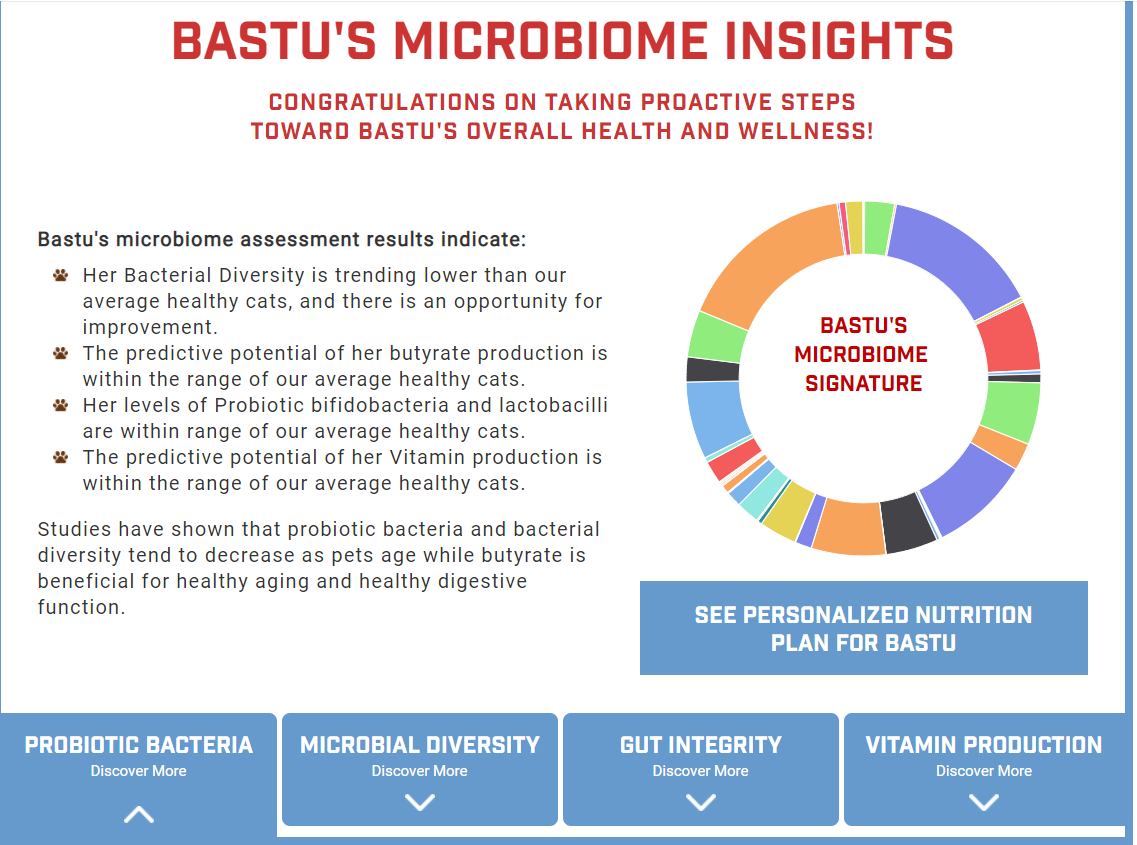 BASTU'S MICROBIOME INSIGHTS
CONGRATULATIONS ON TAKING PROACTIVE STEPS
TOWARD BASTU'S OVERALL HEALTH AND WELLNESS!
Bastu's microbiome assessment results indicate:
Her Bacterial Diversity is trending lower than our
average healthy cats, and there is an opportunity for
improvement.
The predictive potential of her butyrate production is
within the range of our average healthy cats.
Her levels of Probiotic bifidobacteria and lactobacilli
are within range of our average healthy cats.
The predictive potential of her Vitamin production is
within the range of our average healthy cats.
Studies have shown that probiotic bacteria and bacterial
diversity tend to decrease as pets age while butyrate is
beneficial for healthy aging and healthy digestive
function.
BASTU'S
MICROBIOME
SIGNATURE
SEE PERSONALIZED NUTRITION
PLAN FOR BASTU
PROBIOTIC BACTERIA
Discover More
MICROBIAL DIVERSITY
Discover More
GUT INTEGRITY
Discover More
VITAMIN PRODUCTION
Discover More